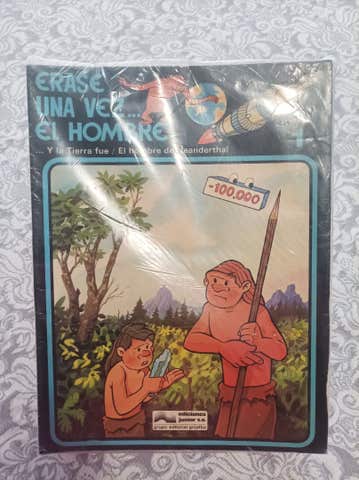 ERASE
UNA VEZ...
EL HOMBRE
1
... Y la Tierra fue / El hombre de Neanderthal
-100.000
ediciones
junior s.a.
grupo editorial grijalbo